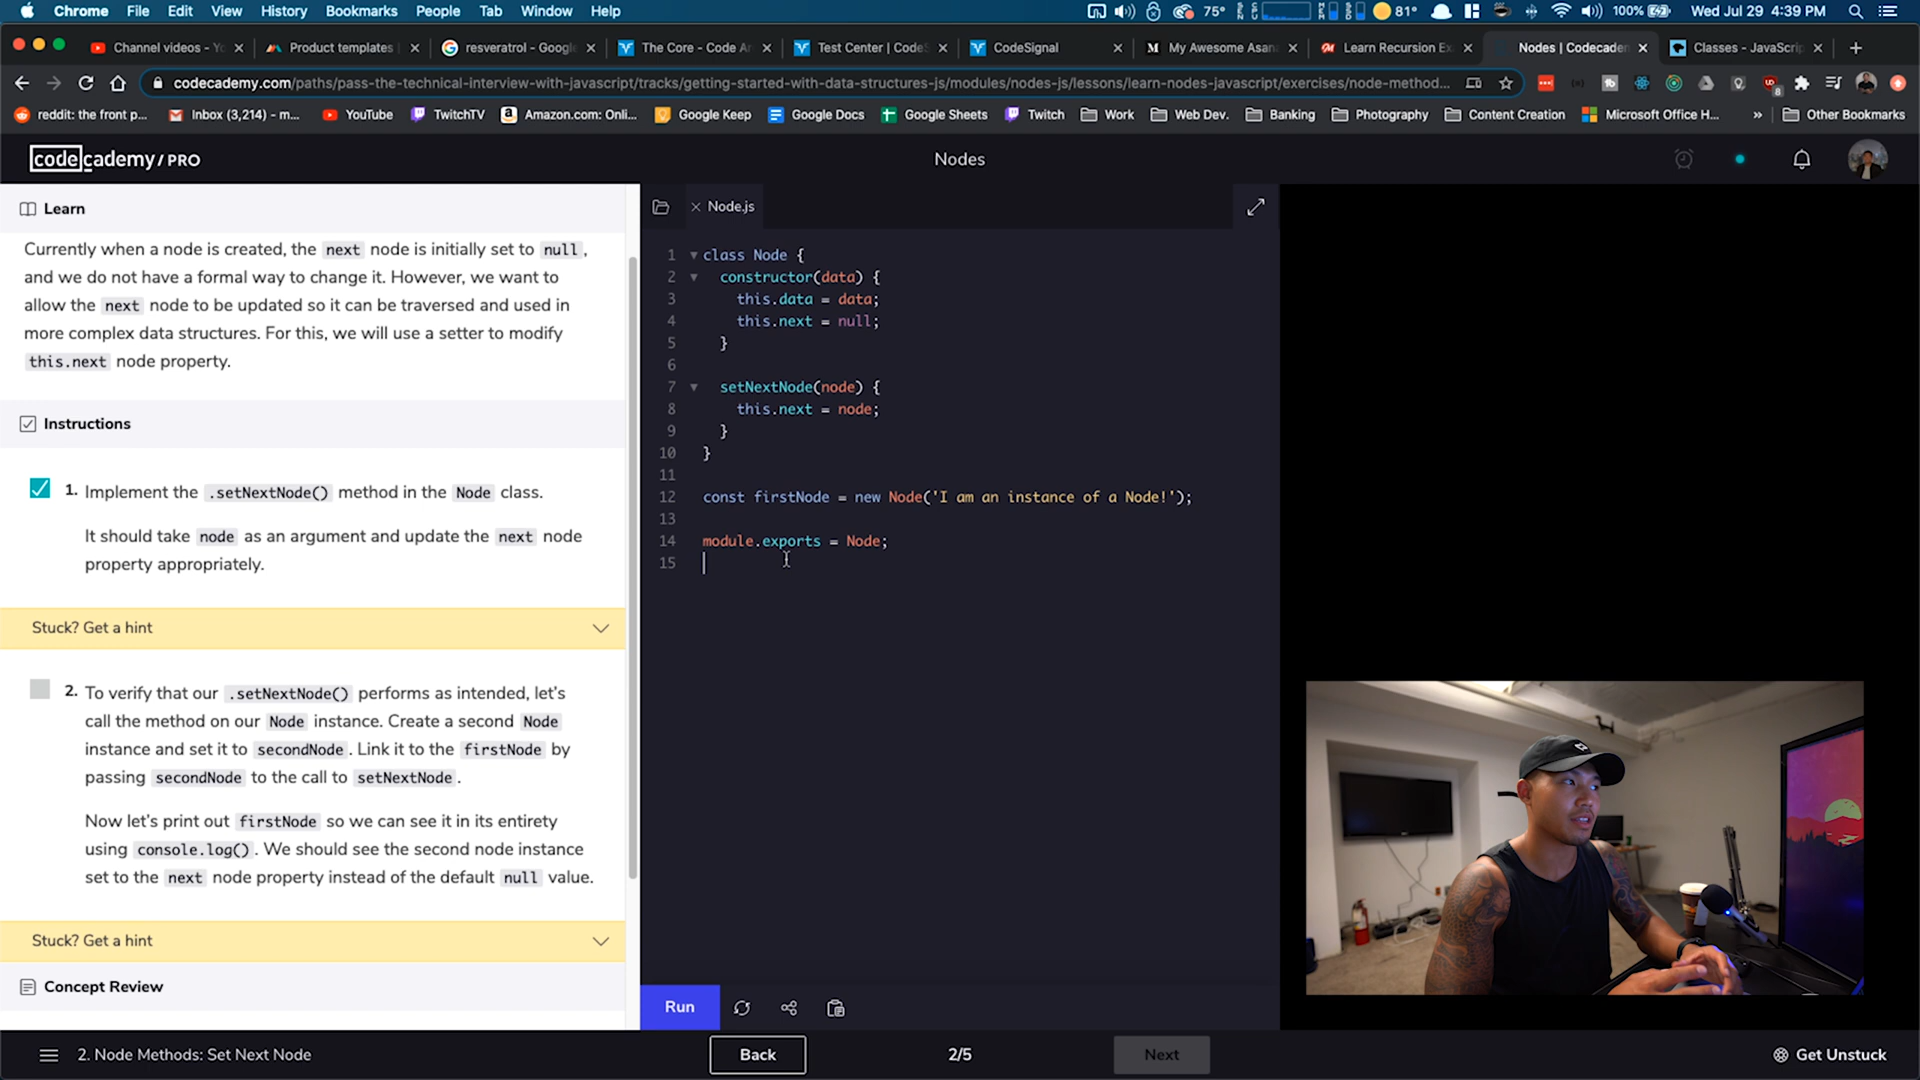 Chrome File Edit View History Bookmarks People Tab Window Help 75° 81° 100% Wed Jul 29 4:39 PM
Channel videos - Yo Product templates resveratrol - Google The Core - Code Ar Test Center | CodeS CodeSignal My Awesome Asan Learn Recursion Ex Nodes | Codecaden Classes - JavaScrip
codecademy.com/paths/pass-the-technical-interview-with-javascript/tracks/getting-started-with-data-structures-js/modules/nodes-js/lessons/learn-nodes-javascript/exercises/node-method...
reddit: the front p... Inbox (3,214) - m... YouTube TwitchTV Amazon.com: Onli... Google Keep Google Docs Google Sheets Twitch Work Web Dev. Banking Photography Content Creation Microsoft Office H... » Other Bookmarks
codecademy / PRO
Nodes
Learn
Currently when a node is created, the next node is initially set to null,
and we do not have a formal way to change it. However, we want to
allow the next node to be updated so it can be traversed and used in
more complex data structures. For this, we will use a setter to modify
this.next node property.
Instructions
1. Implement the .setNextNode() method in the Node class.
It should take node as an argument and update the next node
property appropriately.
Stuck? Get a hint
2. To verify that our .setNextNode() performs as intended, let's
call the method on our Node instance. Create a second Node
instance and set it to secondNode. Link it to the firstNode by
passing secondNode to the call to setNextNode.
Now let's print out firstNode so we can see it in its entirety
using console.log(). We should see the second node instance
set to the next node property instead of the default null value.
Stuck? Get a hint
Concept Review
Node.js
1 class Node {
2 constructor(data) {
3 this.data = data;
4 this.next = null;
5 }
6
7 setNextNode(node) {
8 this.next = node;
9 }
10 }
11
12 const firstNode = new Node('I am an instance of a Node!');
13
14 module.exports = Node;
15
Run
2. Node Methods: Set Next Node
Back
2/5
Next
Get Unstuck